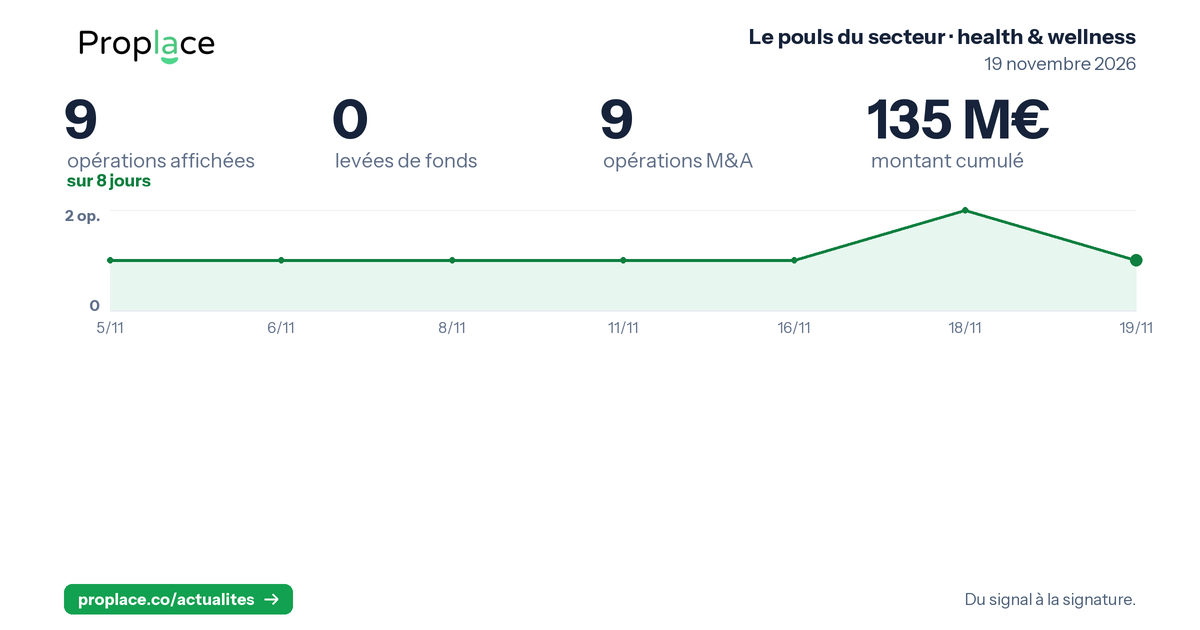 Proplace
Le pouls du secteur · health & wellness
19 novembre 2026
9
opérations affichées
sur 8 jours
0
levées de fonds
9
opérations M&A
135 M€
montant cumulé
2 op.
0
5/11
6/11
8/11
11/11
16/11
18/11
19/11
proplace.co/actualites →
Du signal à la signature.